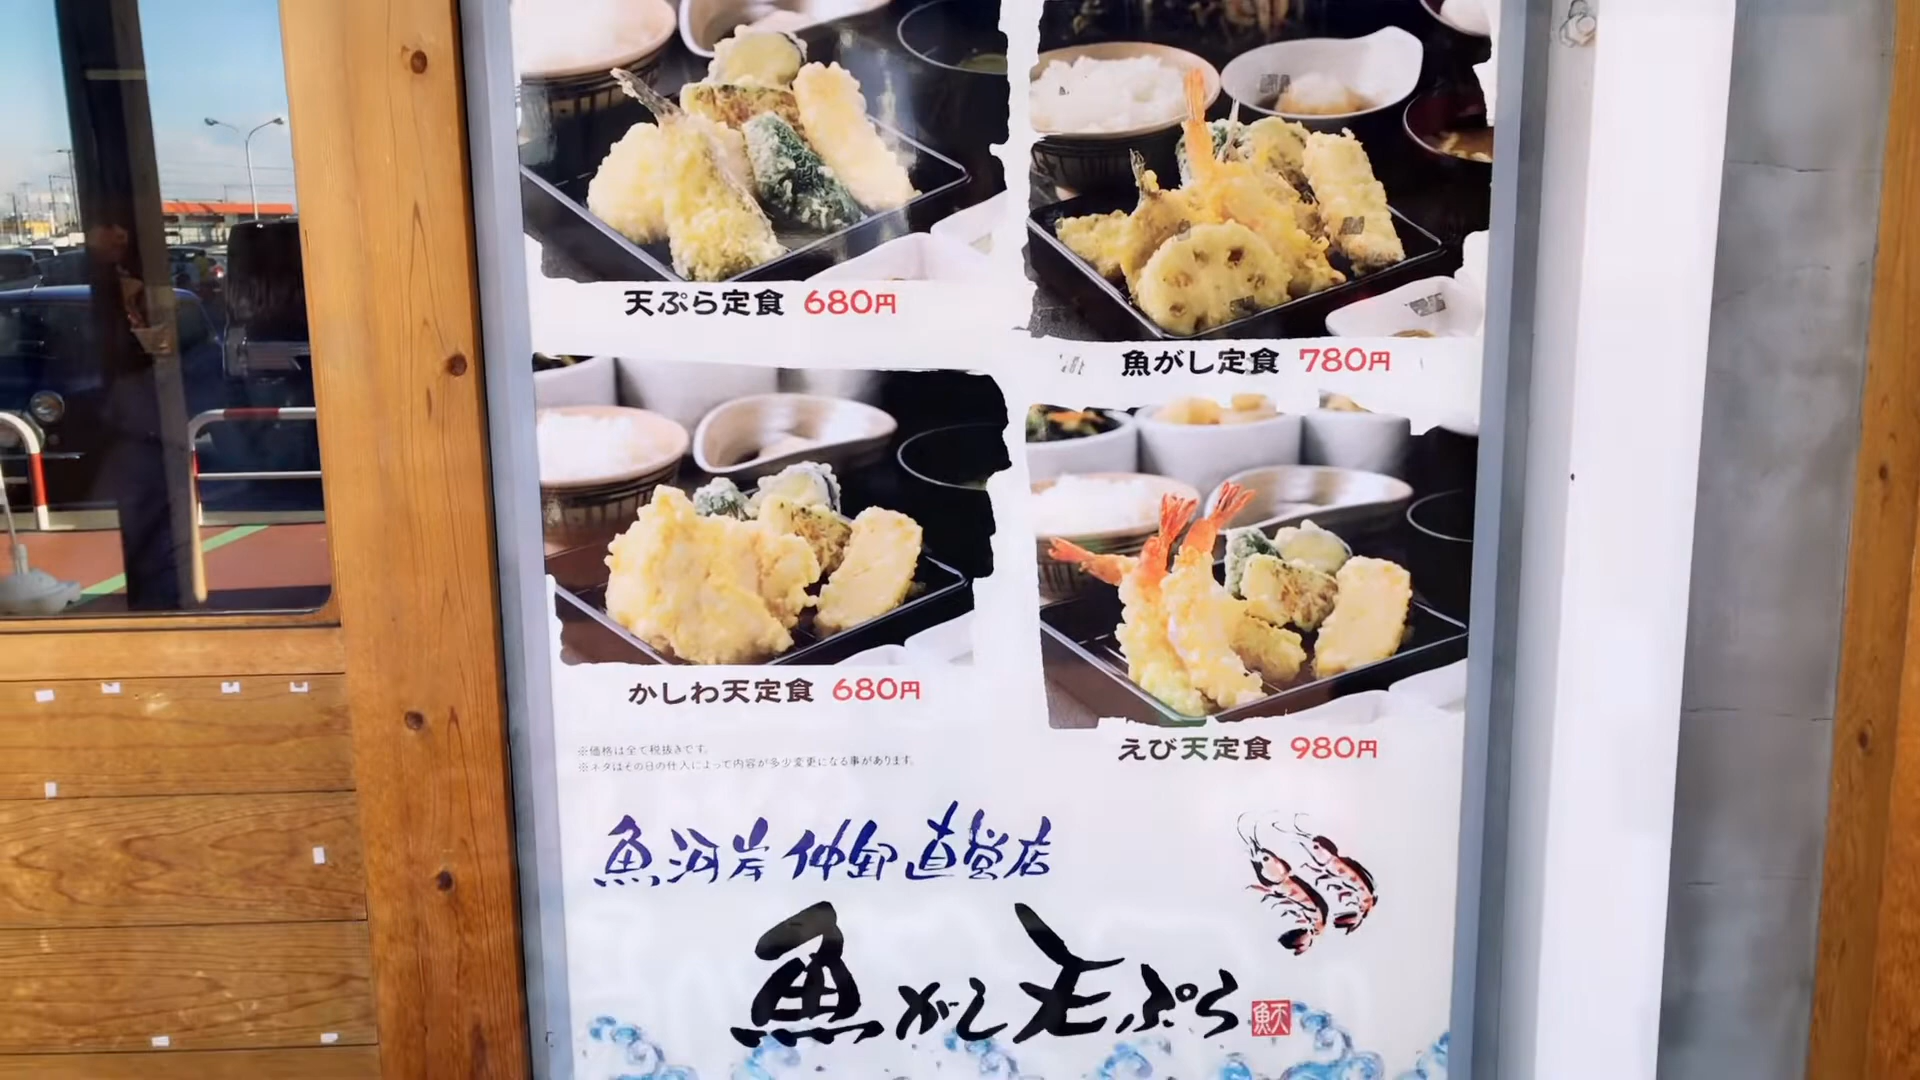 天ぷら定食 680円
魚がし定食 780円
かしわ天定食 680円
えび天定食 980円
※価格は全て税抜きです。
※ネタはその日の仕入によって内容が多少変更になる事があります。
魚河岸仲卸直営店
魚がし天ぷら
魚天